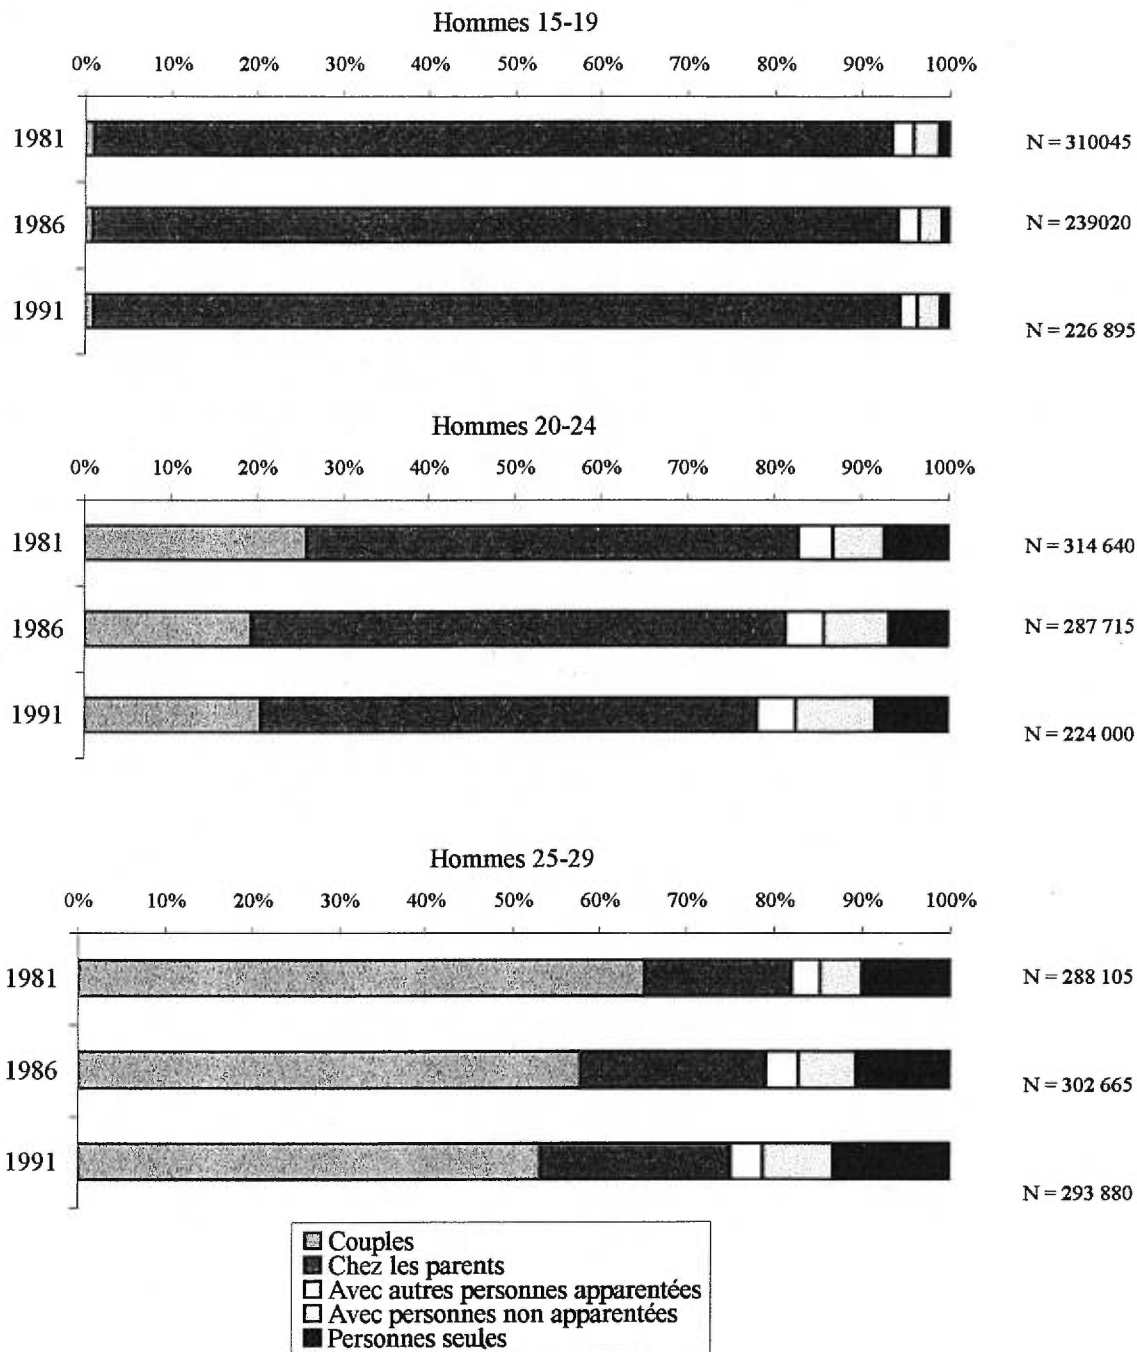 Hommes 15-19
0% 10% 20% 30% 40% 50% 60% 70% 80% 90% 100%
1981 N = 310045
1986 N = 239020
1991 N = 226 895
Hommes 20-24
0% 10% 20% 30% 40% 50% 60% 70% 80% 90% 100%
1981 N = 314 640
1986 N = 287 715
1991 N = 224 000
Hommes 25-29
0% 10% 20% 30% 40% 50% 60% 70% 80% 90% 100%
1981 N = 288 105
1986 N = 302 665
1991 N = 293 880
Couples
Chez les parents
Avec autres personnes apparentées
Avec personnes non apparentées
Personnes seules